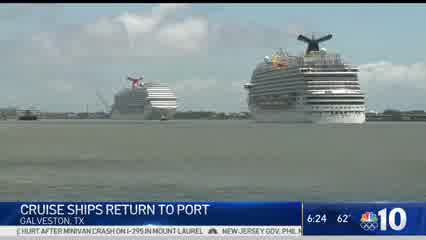 CRUISE SHIPS RETURN TO PORT
GALVESTON, TX
6:24 62°
10
C HURT AFTER MINIVAN CRASH ON I-295 IN MOUNT LAUREL NEW JERSEY GOV. PHIL M